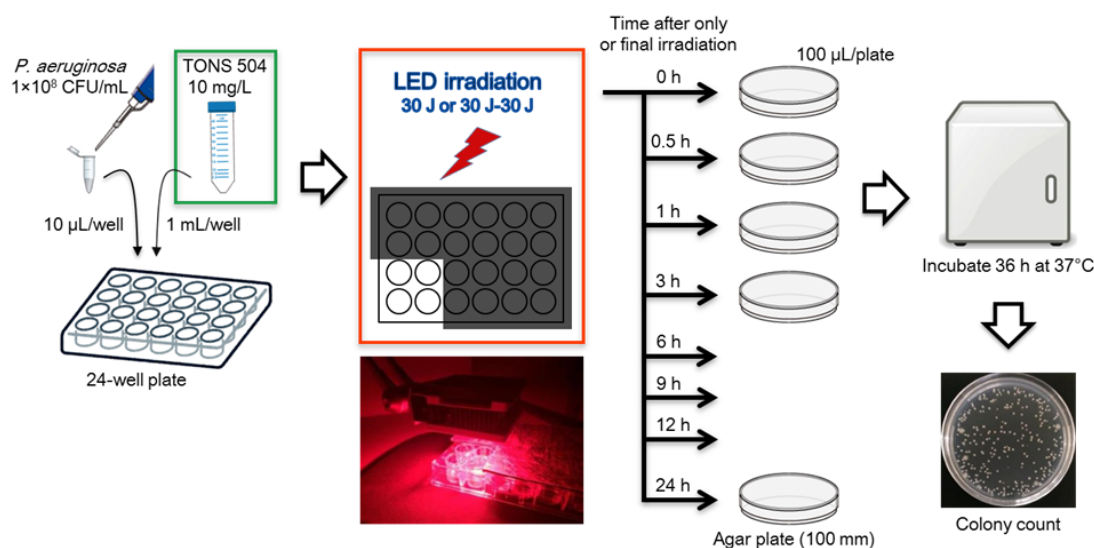 P. aeruginosa
1×10⁸ CFU/mL
TONS 504
10 mg/L
10 µL/well
1 mL/well
24-well plate
LED irradiation
30 J or 30 J-30 J
Time after only
or final irradiation
0 h
0.5 h
1 h
3 h
6 h
9 h
12 h
24 h
100 µL/plate
Agar plate (100 mm)
Incubate 36 h at 37°C
Colony count